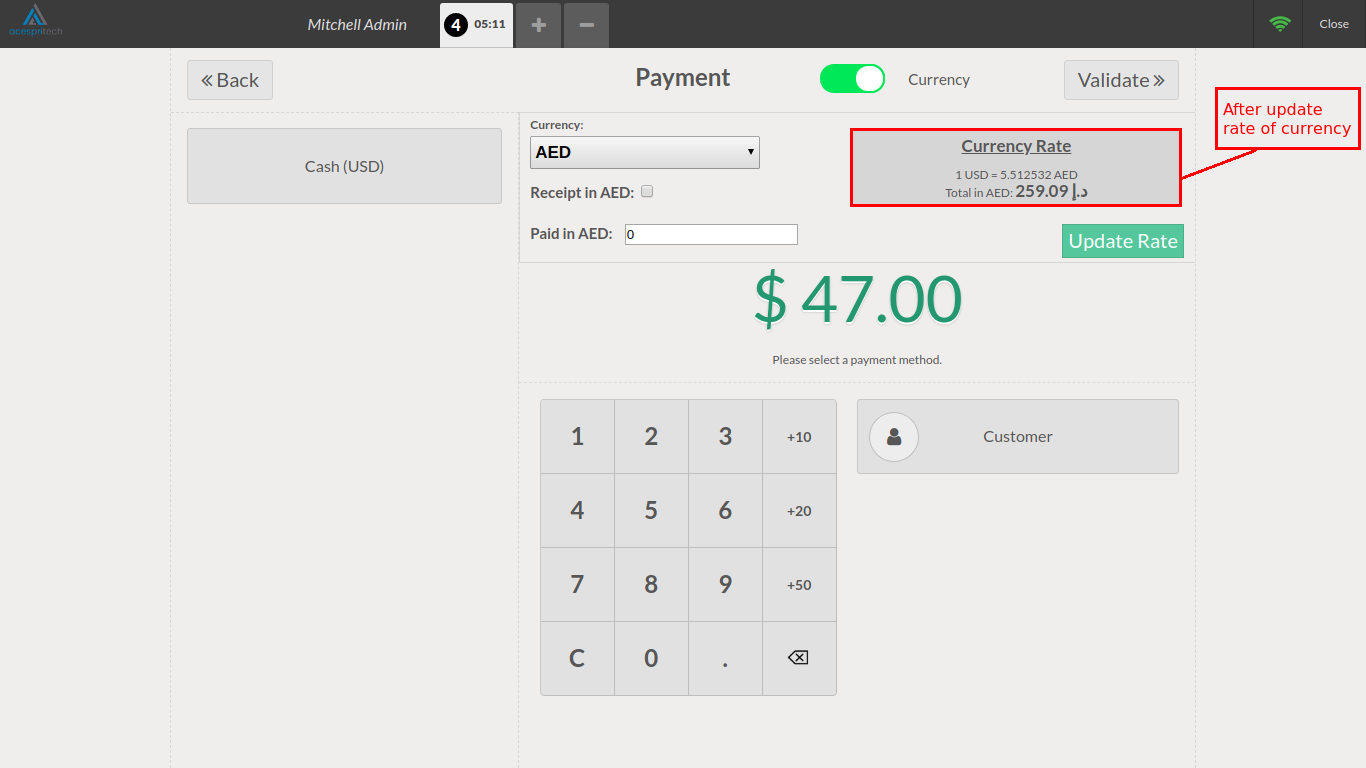 acespritech
Mitchell Admin
4 05:11
+
−
Close
« Back
Payment
Currency
Validate »
After update
rate of currency
Cash (USD)
Currency:
AED
Receipt in AED:
Paid in AED: 0
Currency Rate
1 USD = 5.512532 AED
Total in AED: 259.09 د.إ
Update Rate
$ 47.00
Please select a payment method.
1 2 3 +10
4 5 6 +20
7 8 9 +50
C 0 .
Customer